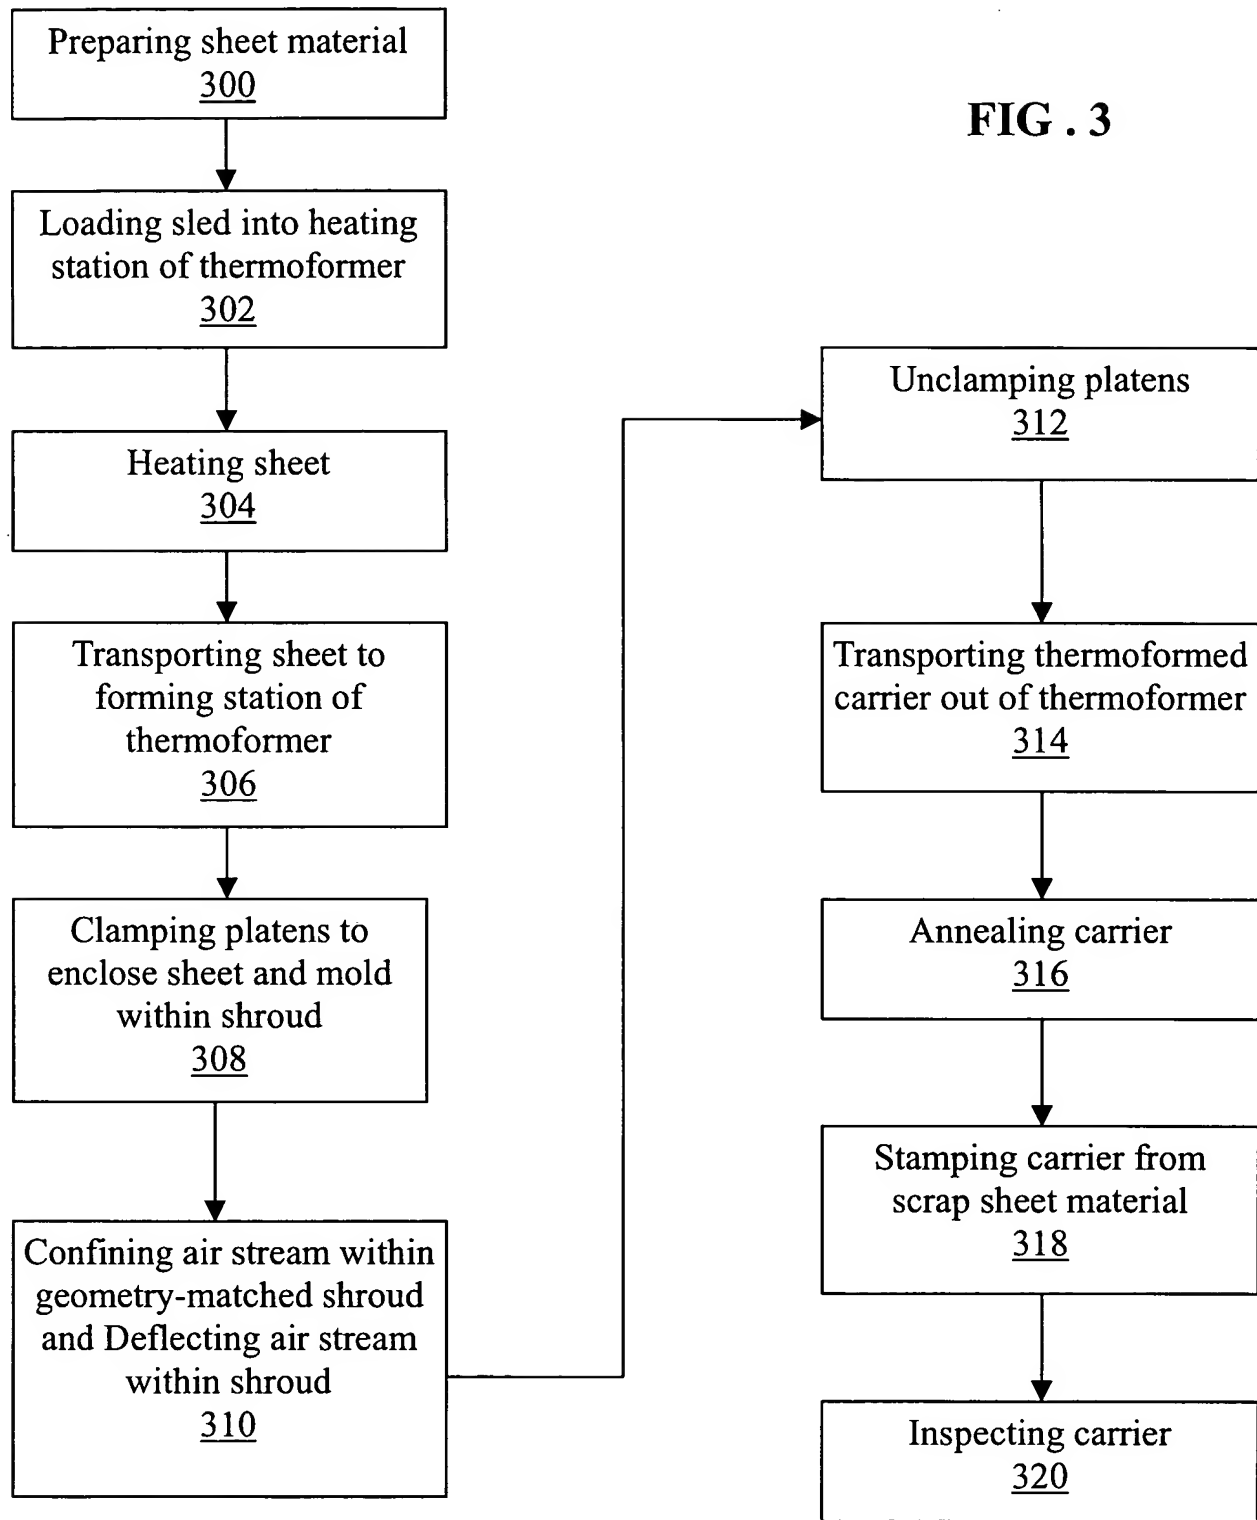 Preparing sheet material
300
FIG . 3
Loading sled into heating
station of thermoformer
302
Heating sheet
304
Transporting sheet to
forming station of
thermoformer
306
Clamping platens to
enclose sheet and mold
within shroud
308
Confining air stream within
geometry-matched shroud
and Deflecting air stream
within shroud
310
Unclamping platens
312
Transporting thermoformed
carrier out of thermoformer
314
Annealing carrier
316
Stamping carrier from
scrap sheet material
318
Inspecting carrier
320